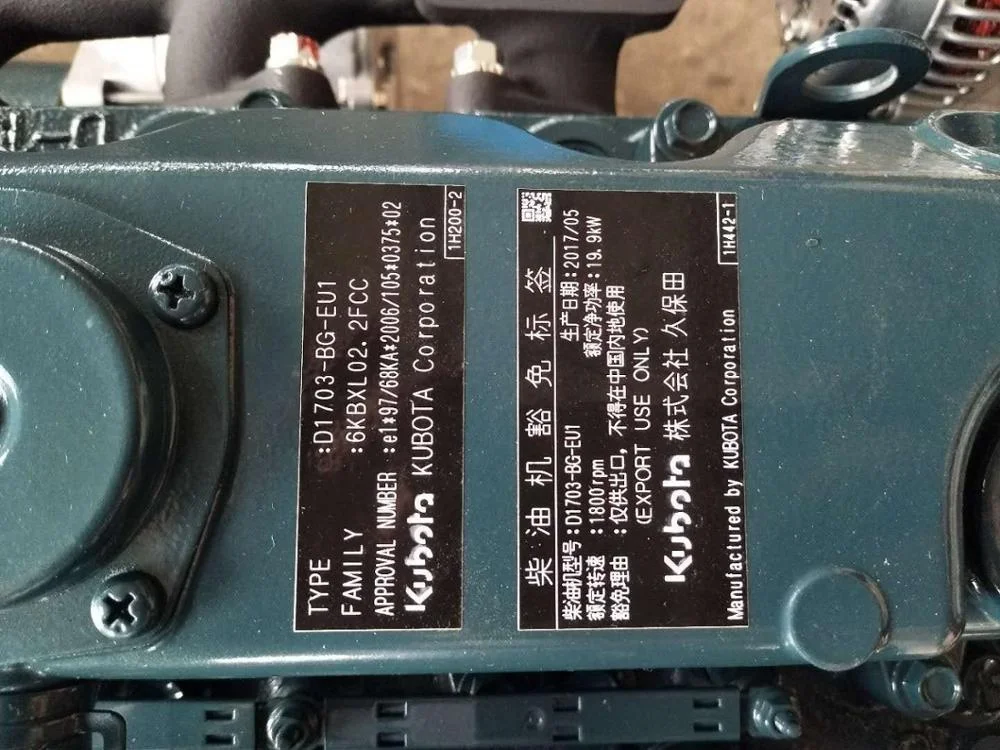 TYPE :D1703-BG-EU1
FAMILY :6KBXL02.2FCC
APPROVAL NUMBER :e1*97/68KA*2006/105*0375*02
Kubota KUBOTA Corporation
1H200-2
柴 油 机 豁 免 标 签
柴油机型号:D1703-BG-EU1 生产日期:2017/05
额定转速 :1800rpm 额定净功率:19.9kW
豁免理由 :仅供出口，不得在中国内地使用
(EXPORT USE ONLY)
Kubota 株式会社 久保田
Manufactured by KUBOTA Corporation
1H442-1